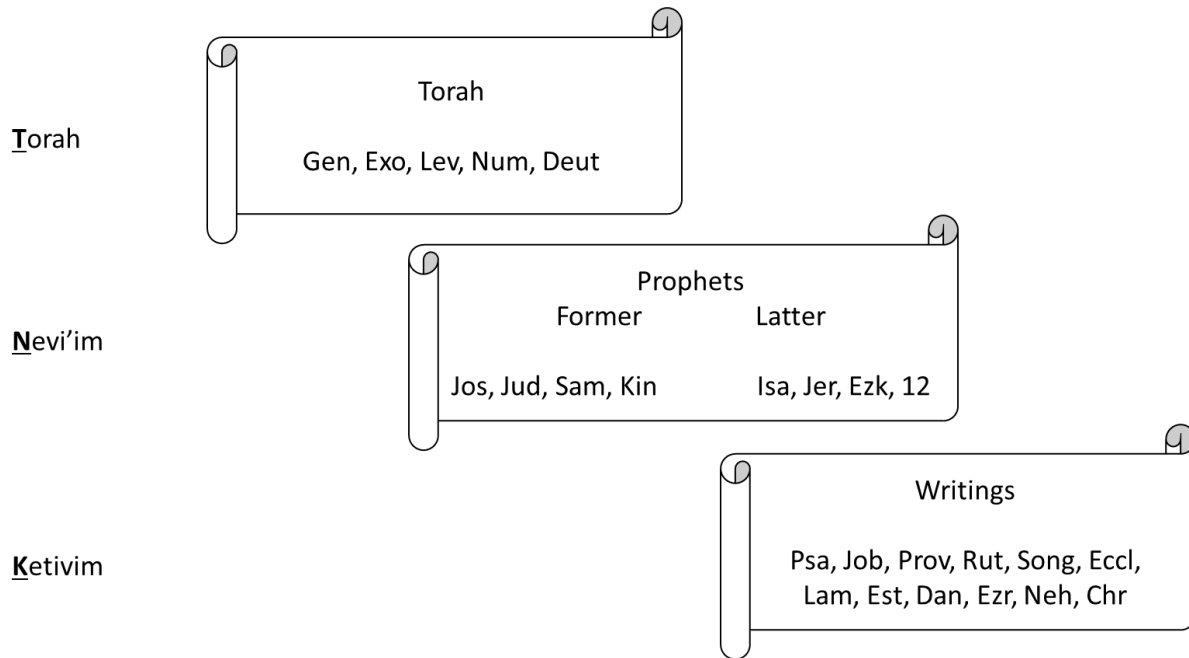 Torah
Torah
Gen, Exo, Lev, Num, Deut
Nevi’im
Prophets
Former Latter
Jos, Jud, Sam, Kin Isa, Jer, Ezk, 12
Ketivim
Writings
Psa, Job, Prov, Rut, Song, Eccl,
Lam, Est, Dan, Ezr, Neh, Chr